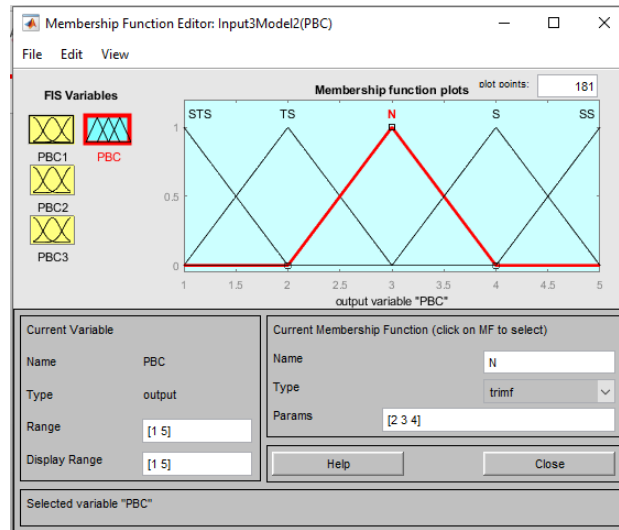 Membership Function Editor: Input3Model2(PBC)
File Edit View
FIS Variables
Membership function plots
plot points:
181
PBC1
PBC
PBC2
PBC3
STS TS N S SS
1
0.5
0
1 1.5 2 2.5 3 3.5 4 4.5 5
output variable "PBC"
Current Variable
Name PBC
Type output
Range [1 5]
Display Range [1 5]
Current Membership Function (click on MF to select)
Name N
Type trimf
Params [2 3 4]
Help Close
Selected variable "PBC"